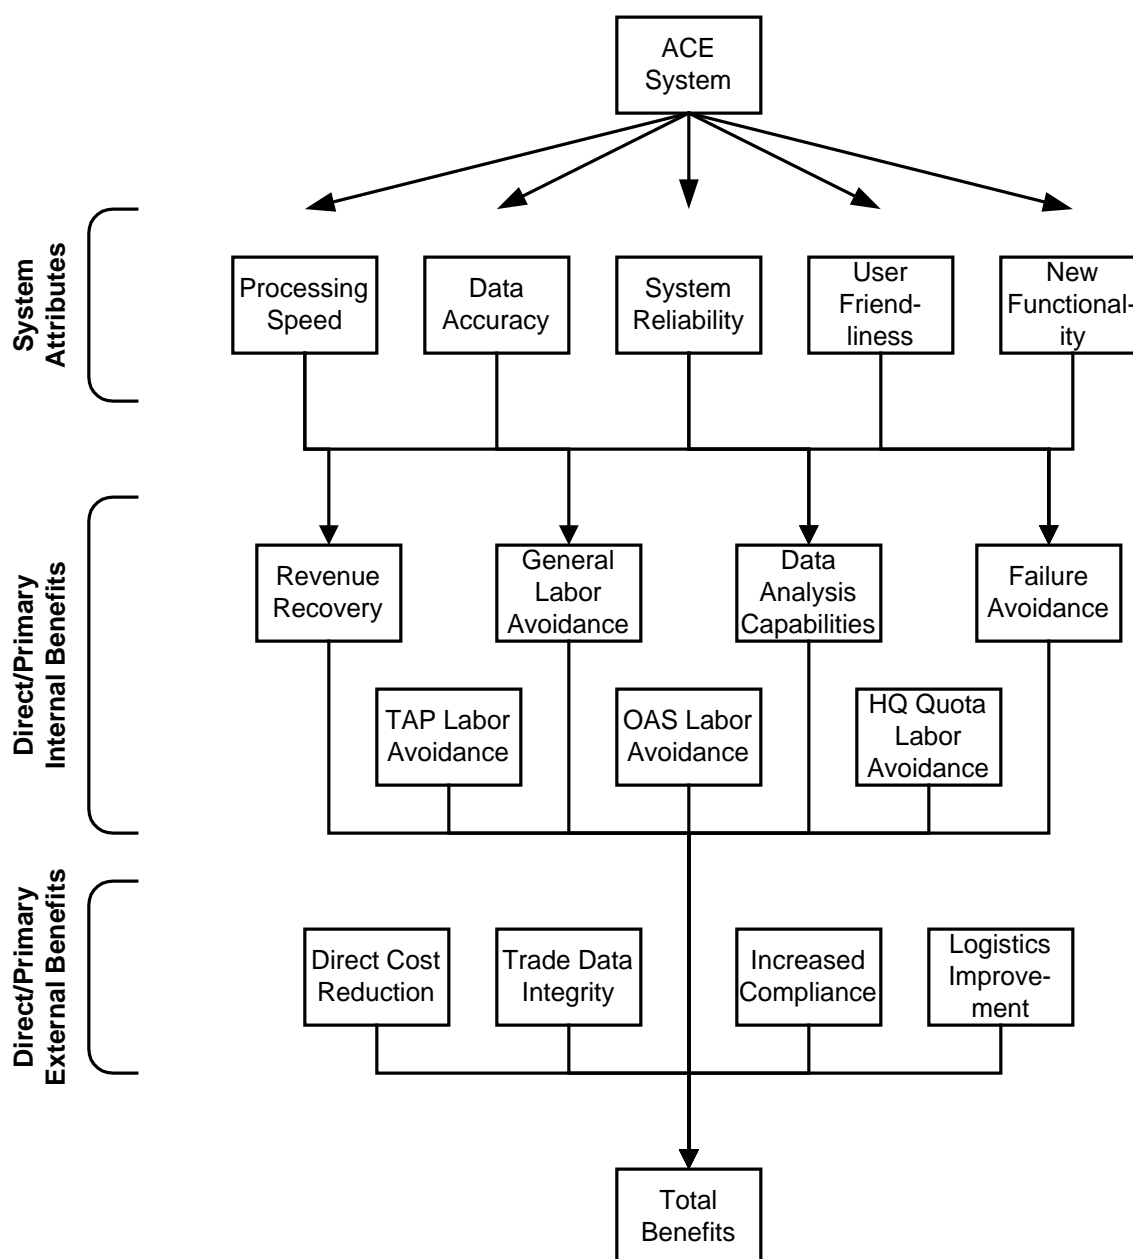 ACE
System
System
Attributes
Processing
Speed
Data
Accuracy
System
Reliability
User
Friend-
liness
New
Functional-
ity
Direct/Primary
Internal Benefits
Revenue
Recovery
General
Labor
Avoidance
Data
Analysis
Capabilities
Failure
Avoidance
TAP Labor
Avoidance
OAS Labor
Avoidance
HQ Quota
Labor
Avoidance
Direct/Primary
External Benefits
Direct Cost
Reduction
Trade Data
Integrity
Increased
Compliance
Logistics
Improve-
ment
Total
Benefits